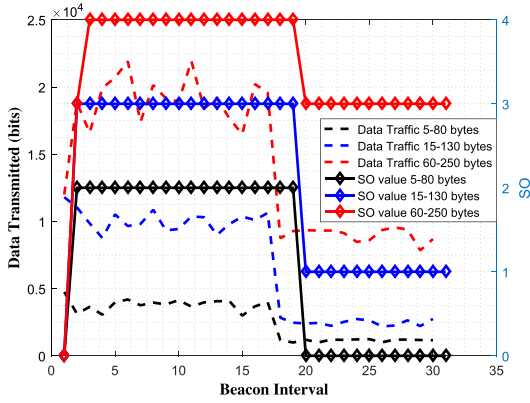 ×10⁴
2.5
2
1.5
1
0.5
0
Data Transmitted (bits)
4
3
2
1
0
SO
Data Traffic 5-80 bytes
Data Traffic 15-130 bytes
Data Traffic 60-250 bytes
SO value 5-80 bytes
SO value 15-130 bytes
SO value 60-250 bytes
0 5 10 15 20 25 30 35
Beacon Interval